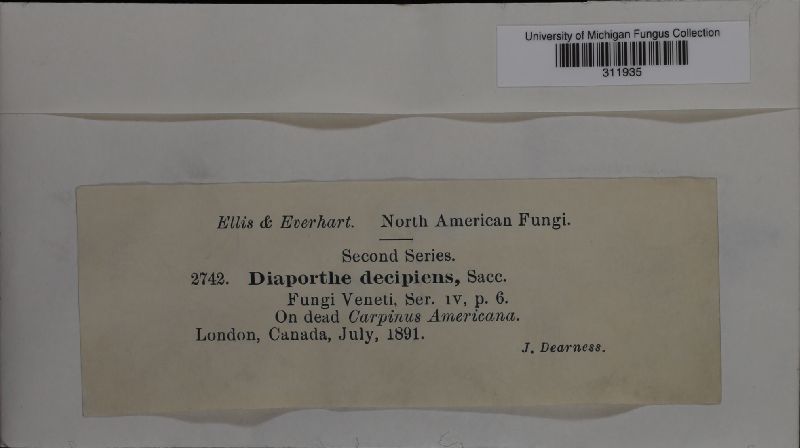 University of Michigan Fungus Collection
311935
Ellis & Everhart. North American Fungi.
Second Series.
2742. Diaporthe decipiens, Sacc.
Fungi Veneti, Ser. IV, p. 6.
On dead Carpinus Americana.
London, Canada, July, 1891.
J. Dearness.